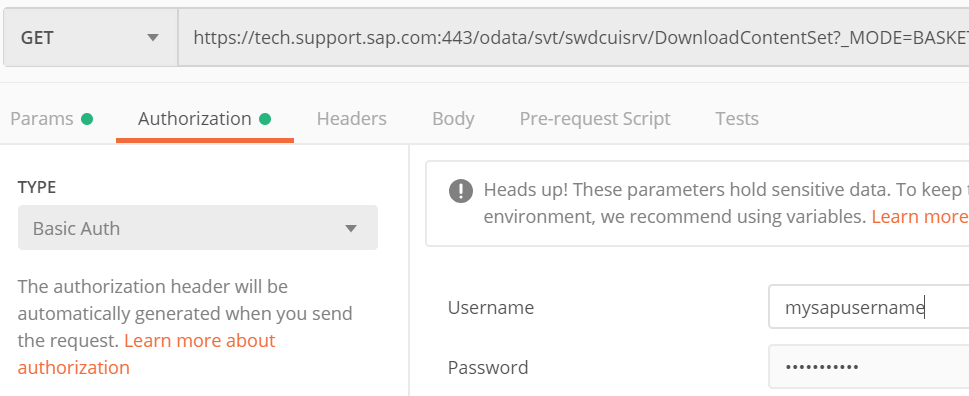 GET https://tech.support.sap.com:443/odata/svt/swdcuisrv/DownloadContentSet?_MODE=BASKET
Params Authorization Headers Body Pre-request Script Tests
TYPE
Basic Auth
The authorization header will be
automatically generated when you send
the request. Learn more about
authorization
Heads up! These parameters hold sensitive data. To keep
environment, we recommend using variables. Learn more
Username mysapusername
Password •••••••••••